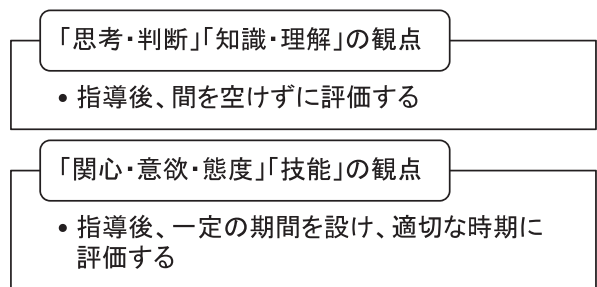 「思考・判断」「知識・理解」の観点
• 指導後、間を空けずに評価する
「関心・意欲・態度」「技能」の観点
• 指導後、一定の期間を設け、適切な時期に
評価する